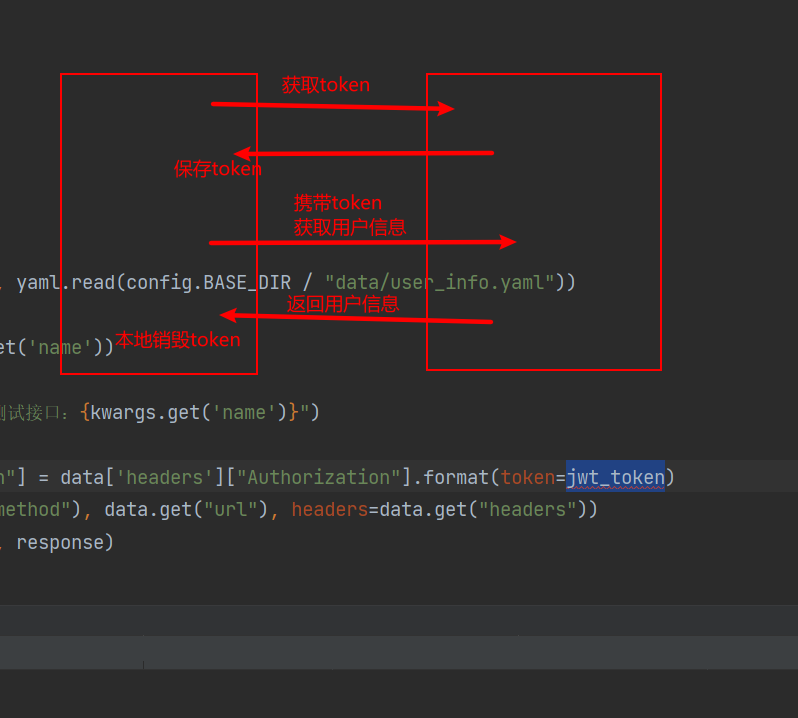 获取token
保存token
携带token
获取用户信息
, yaml.read(config.BASE_DIR / "data/user_info.yaml"))
返回用户信息
et('name'))
本地销毁token
测试接口: {kwargs.get('name')}")
n"] = data['headers']["Authorization"].format(token=jwt_token)
method"), data.get("url"), headers=data.get("headers"))
, response)